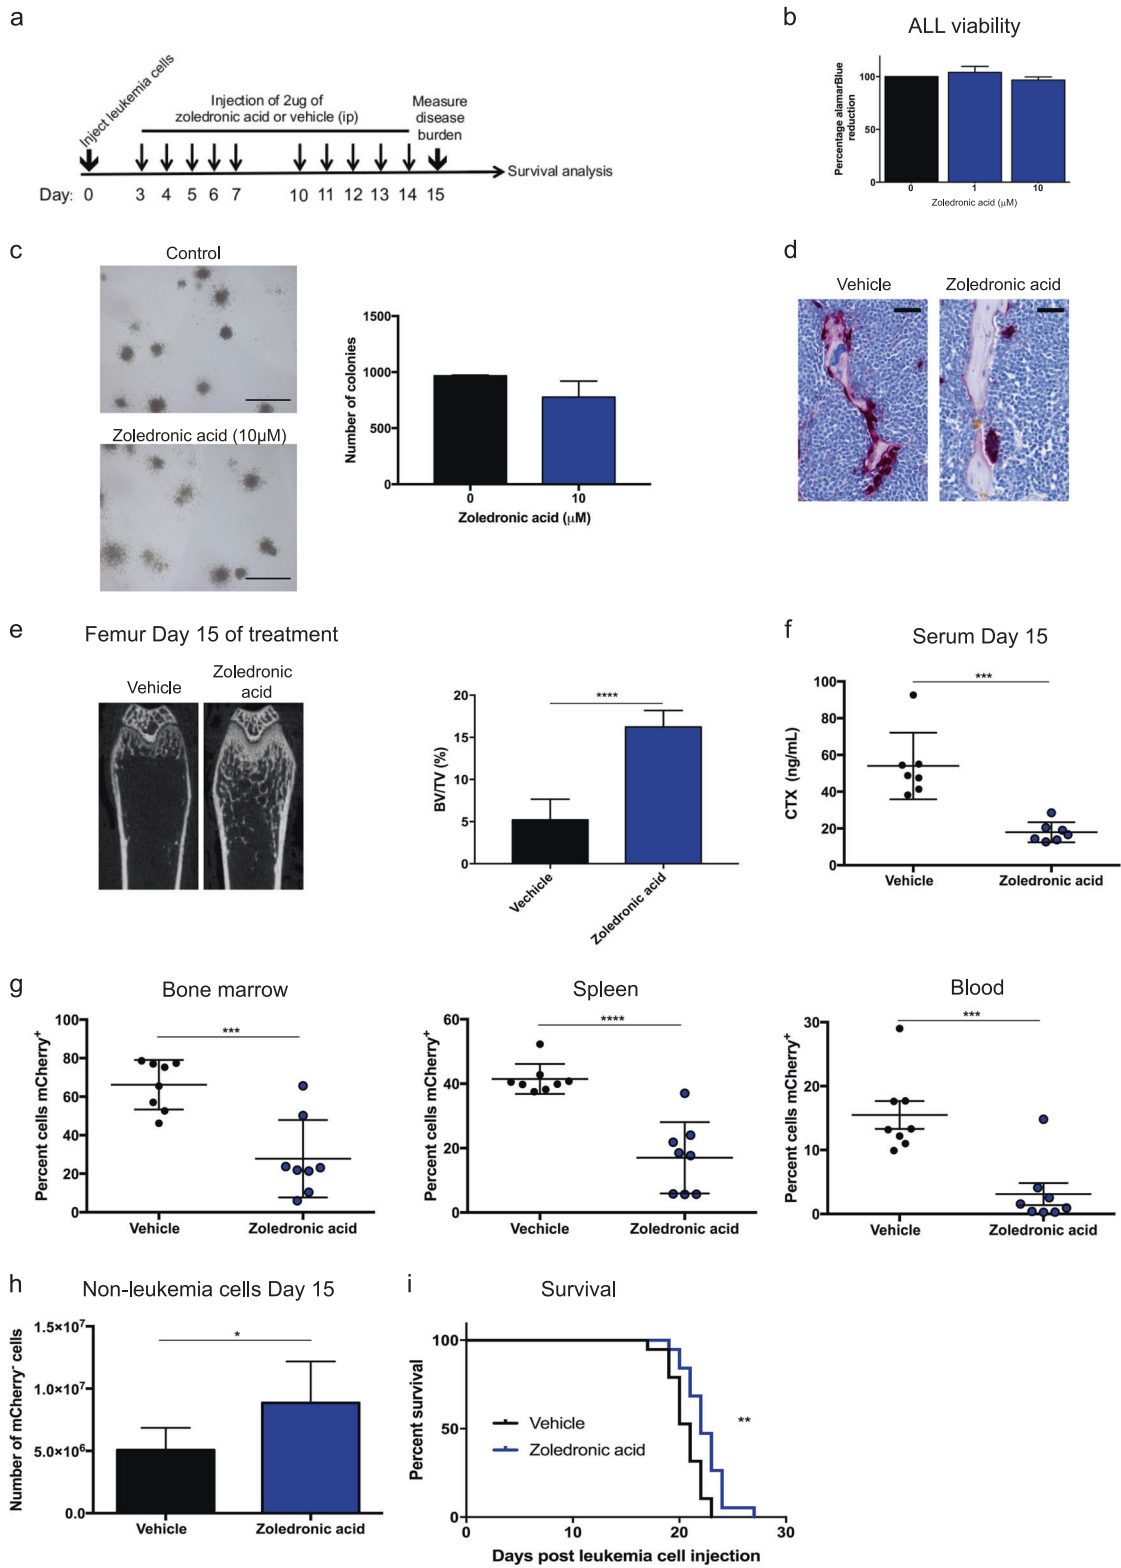 a
Inject leukemia cells
Injection of 2ug of
zoledronic acid or vehicle (ip)
Measure
disease
burden
Survival analysis
Day: 0 3 4 5 6 7 10 11 12 13 14 15
b
ALL viability
Percentage alamarBlue
reduction
100
50
0
0 1 10
Zoledronic acid (μM)
c
Control
Zoledronic acid (10μM)
Number of colonies
1500
1000
500
0
0 10
Zoledronic acid (μM)
d
Vehicle Zoledronic acid
e
Femur Day 15 of treatment
Vehicle
Zoledronic
acid
BV/TV (%)
20
15
10
5
0
****
Vechicle
Zoledronic acid
f
Serum Day 15
CTX (ng/mL)
100
80
60
40
20
0
***
Vehicle Zoledronic acid
g
Bone marrow
Percent cells mCherry+
100
80
60
40
20
0
***
Vehicle Zoledronic acid
Spleen
Percent cells mCherry+
60
40
20
0
****
Vechicle Zoledronic acid
Blood
Percent cells mCherry+
30
20
10
0
***
Vehicle Zoledronic acid
h
Non-leukemia cells Day 15
Number of mCherry- cells
1.5×10⁷
1.0×10⁷
5.0×10⁶
0.0
*
Vehicle Zoledronic acid
i
Survival
Percent survival
100
50
0
Vehicle
Zoledronic acid
**
0 10 20 30
Days post leukemia cell injection